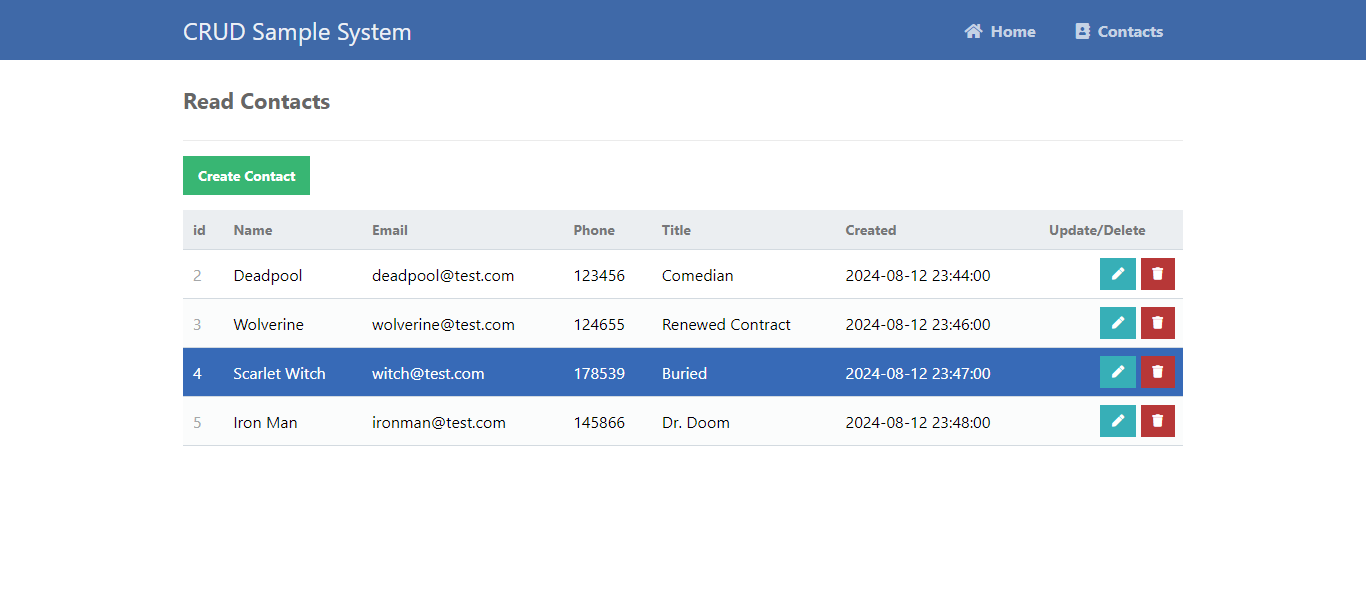 CRUD Sample System Home Contacts
Read Contacts
Create Contact
id Name Email Phone Title Created Update/Delete
2 Deadpool deadpool@test.com 123456 Comedian 2024-08-12 23:44:00
3 Wolverine wolverine@test.com 124655 Renewed Contract 2024-08-12 23:46:00
4 Scarlet Witch witch@test.com 178539 Buried 2024-08-12 23:47:00
5 Iron Man ironman@test.com 145866 Dr. Doom 2024-08-12 23:48:00